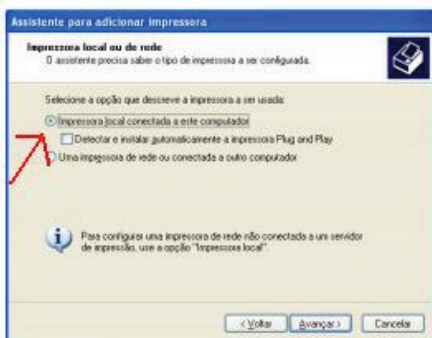 Assistente para adicionar impressora
Impressora local ou de rede
O assistente precisa saber o tipo de impressora a ser configurada.
Selecione a opção que descreve a impressora a ser usada:
Impressora local conectada a este computador
Detectar e instalar automaticamente a impressora Plug and Play
Uma impressora de rede ou conectada a outro computador
Para configurar uma impressora de rede não conectada a um servidor
de impressão, use a opção "Impressora local".
< Voltar Avançar > Cancelar